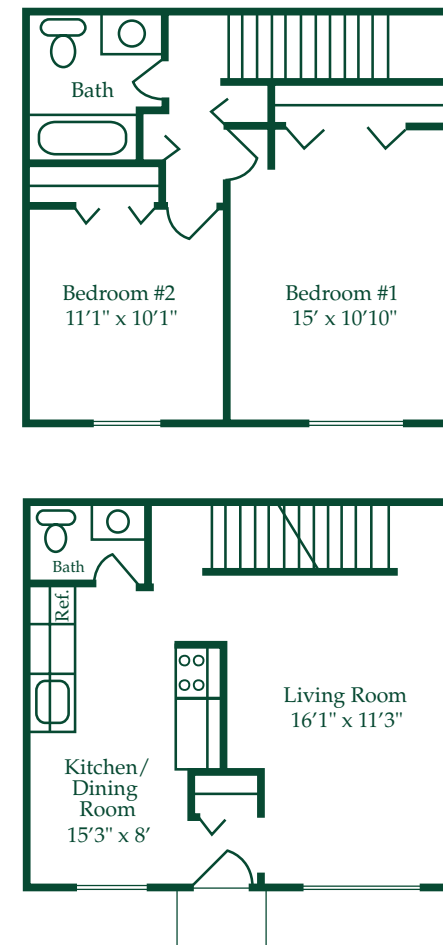 Bath
Bedroom #2
11'1" x 10'1"
Bedroom #1
15' x 10'10"
Bath
Ref.
Living Room
16'1" x 11'3"
Kitchen/
Dining
Room
15'3" x 8'